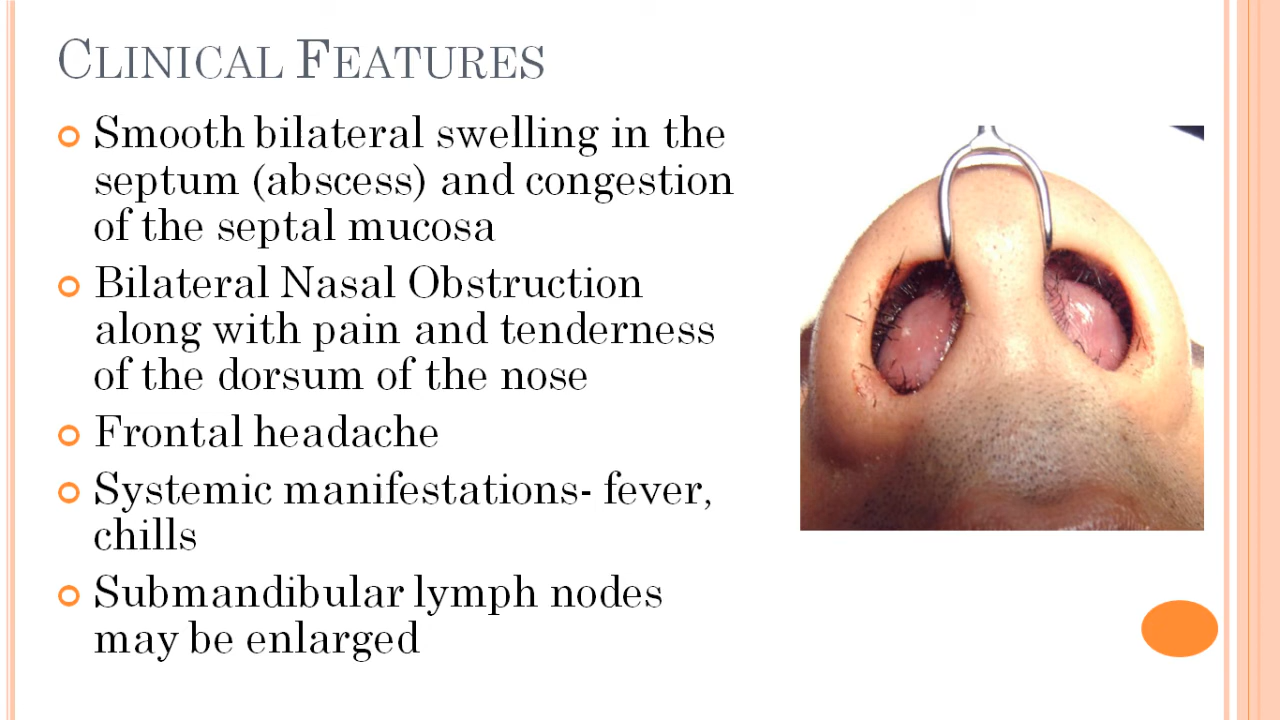 CLINICAL FEATURES
Smooth bilateral swelling in the
septum (abscess) and congestion
of the septal mucosa
Bilateral Nasal Obstruction
along with pain and tenderness
of the dorsum of the nose
Frontal headache
Systemic manifestations- fever,
chills
Submandibular lymph nodes
may be enlarged